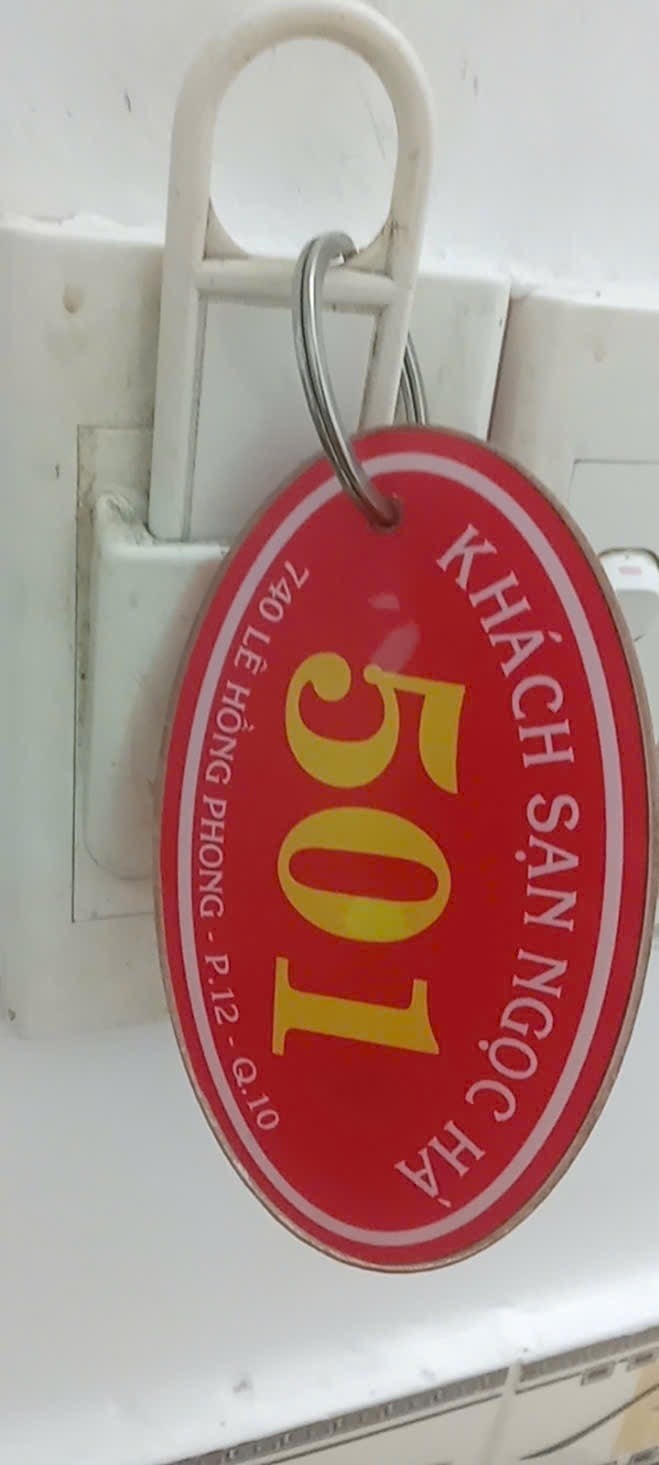 KHÁCH SẠN NGỌC HÀ
501
740 LÊ HỒNG PHONG - P.12 - Q.10